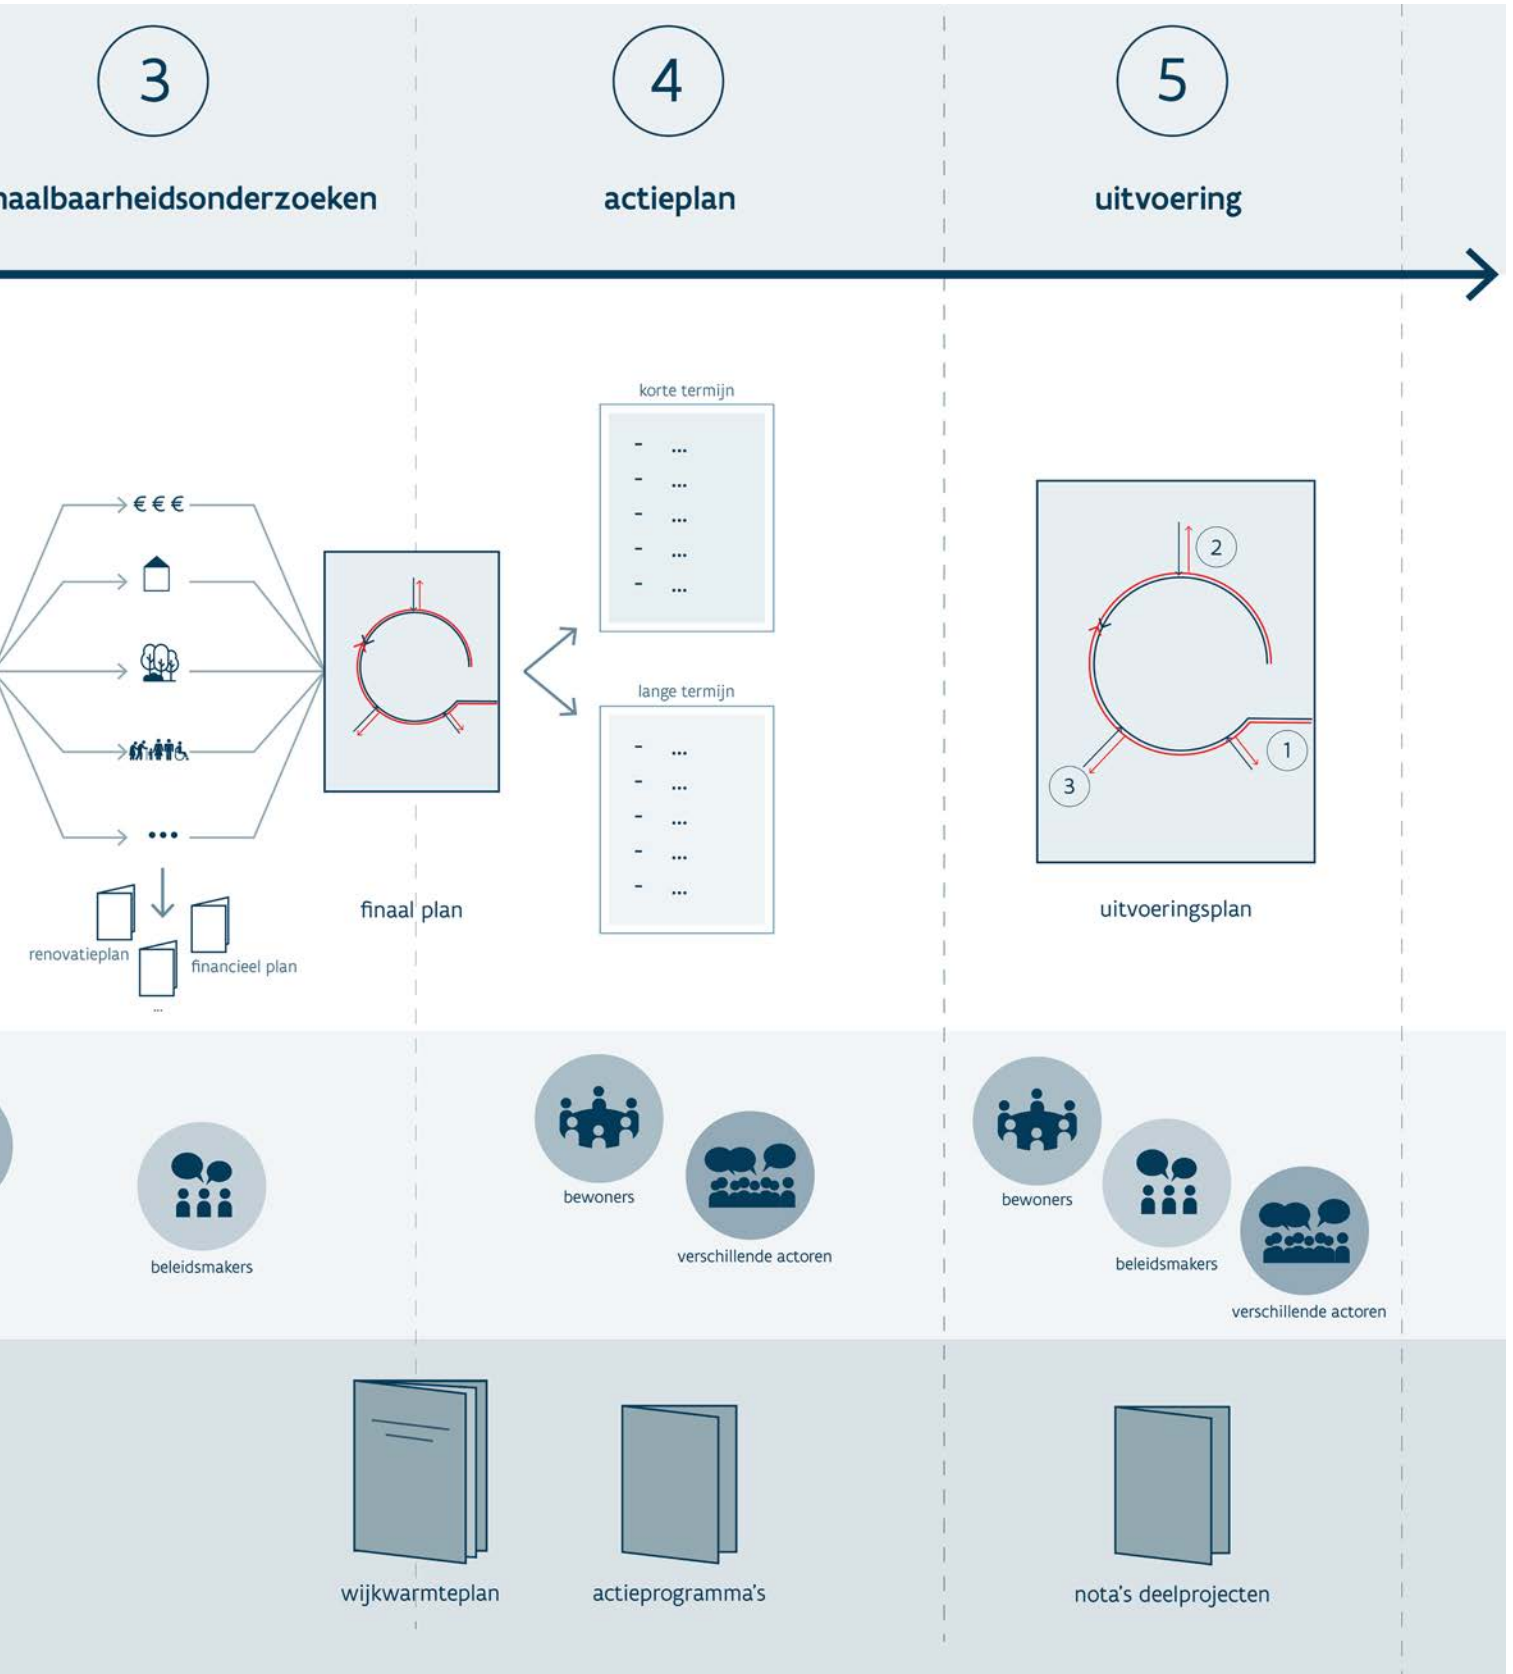 3
4
5
haalbaarheidsonderzoeken
actieplan
uitvoering
korte termijn
- ...
- ...
- ...
- ...
- ...
€ € €
...
renovatieplan
financieel plan
...
finaal plan
lange termijn
- ...
- ...
- ...
- ...
- ...
2
1
3
uitvoeringsplan
beleidsmakers
bewoners
verschillende actoren
bewoners
beleidsmakers
verschillende actoren
wijkwarmteplan
actieprogramma's
nota's deelprojecten